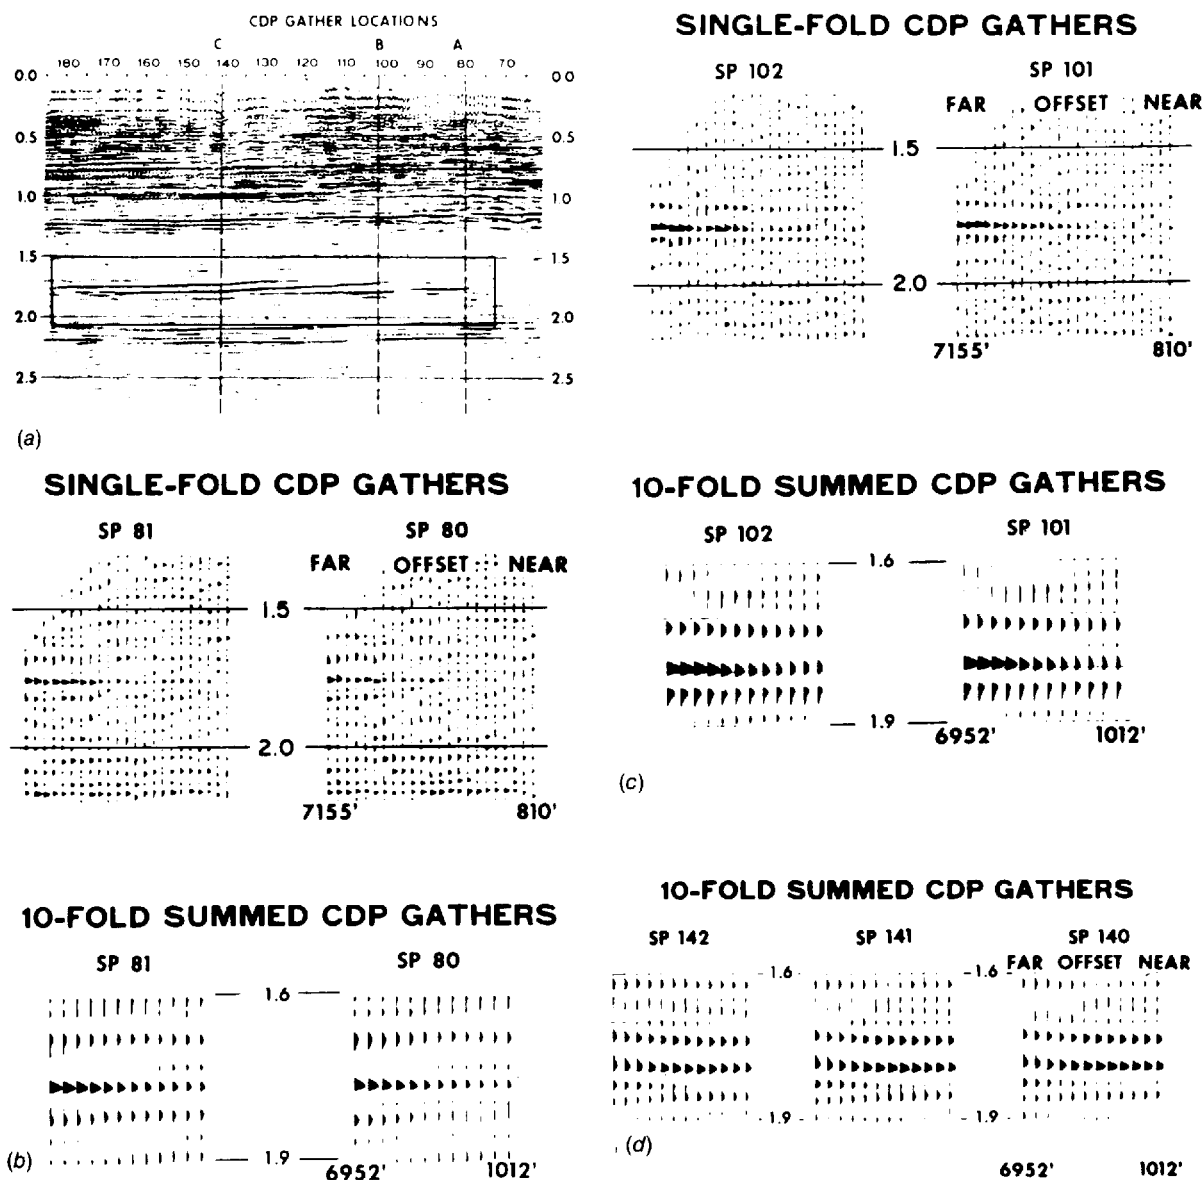 CDP GATHER LOCATIONS
C B A
180 170 160 150 140 130 120 110 100 90 80 70
0.0 0.0
0.5 0.5
1.0 1.0
1.5 1.5
2.0 2.0
2.5 2.5
(a)
SINGLE-FOLD CDP GATHERS
SP 102 SP 101
FAR OFFSET NEAR
1.5
2.0
7155' 810'
SINGLE-FOLD CDP GATHERS
SP 81 SP 80
FAR OFFSET NEAR
1.5
2.0
7155' 810'
10-FOLD SUMMED CDP GATHERS
SP 81 SP 80
1.6
1.9
6952' 1012'
(b)
10-FOLD SUMMED CDP GATHERS
SP 102 SP 101
1.6
1.9
6952' 1012'
(c)
10-FOLD SUMMED CDP GATHERS
SP 142 SP 141 SP 140
FAR OFFSET NEAR
1.6 1.6
1.9 1.9
(d)
6952' 1012'